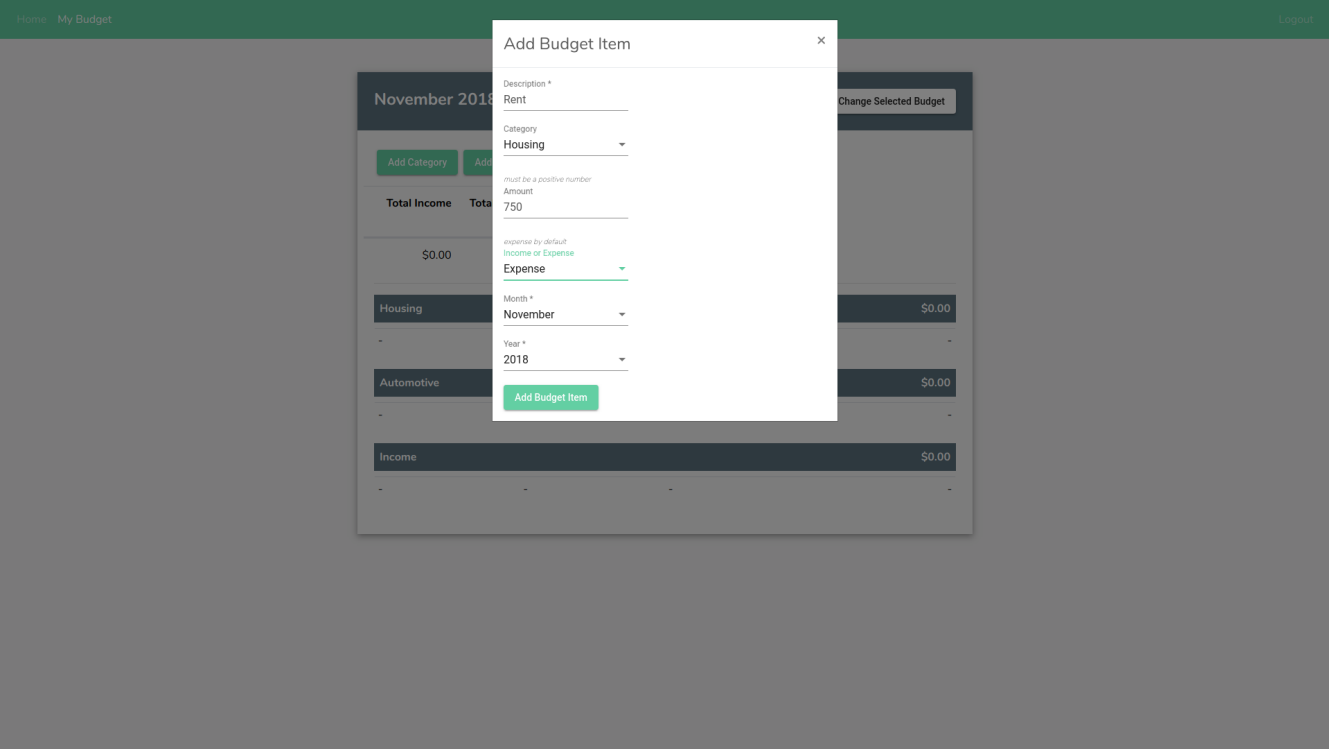 Home My Budget Logout
Add Budget Item ×
November 2018 Change Selected Budget
Description *
Rent
Category
Housing
Add Category Add
must be a positive number
Amount
750
Total Income Tota
expense by default
Income or Expense
Expense
$0.00
Month *
November
Housing $0.00
- -
Year *
2018
Automotive $0.00
Add Budget Item
- -
Income $0.00
- - - -